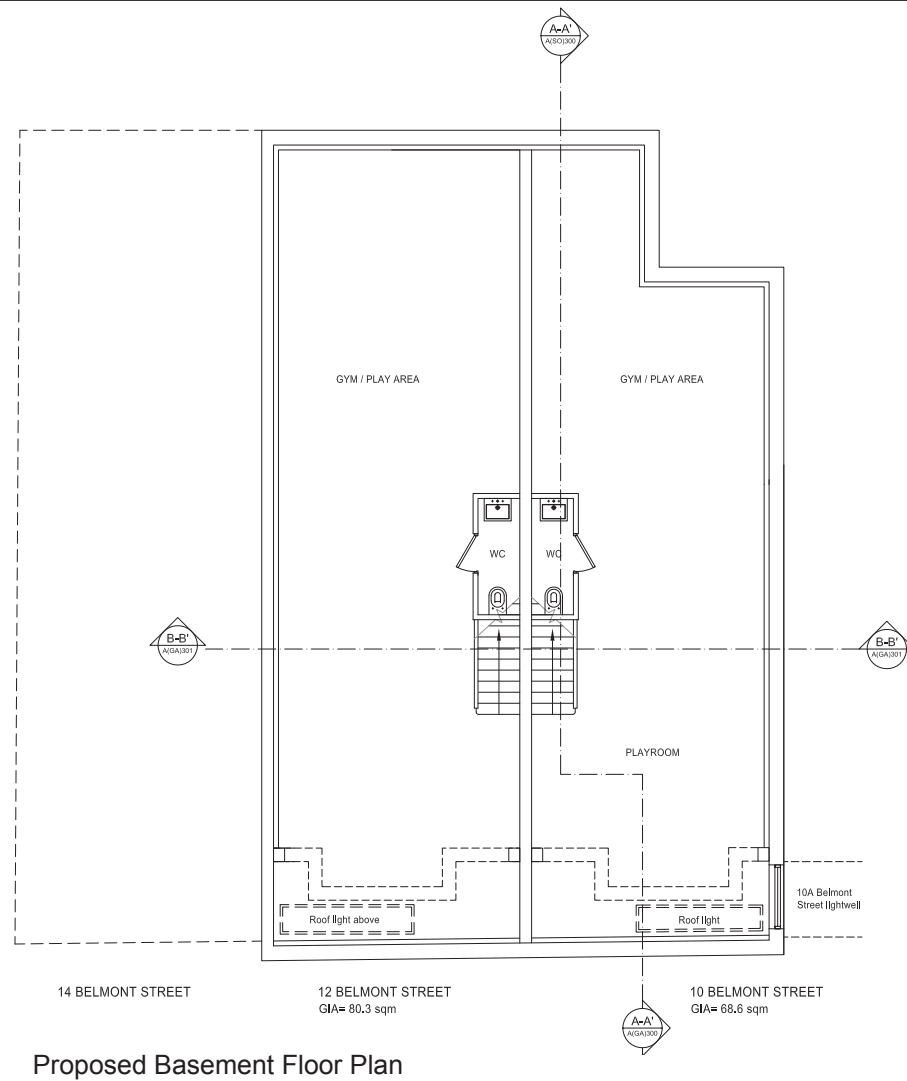 A-A'
A(SO)300
GYM / PLAY AREA
GYM / PLAY AREA
WC
WC
B-B'
A(GA)301
B-B'
A(GA)301
PLAYROOM
10A Belmont
Street lightwell
Roof light above
Roof light
14 BELMONT STREET
12 BELMONT STREET
GIA= 80.3 sqm
10 BELMONT STREET
GIA= 68.6 sqm
A-A'
A(GA)300
Proposed Basement Floor Plan